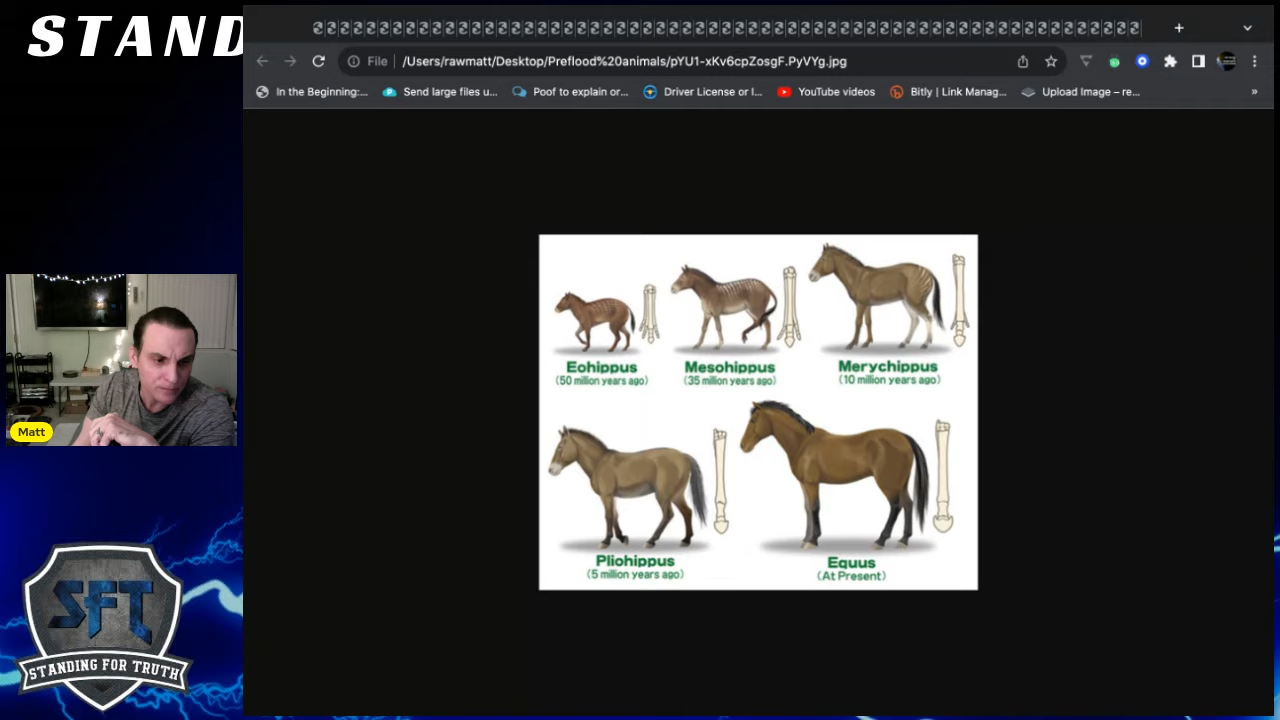 STAND
File
/Users/rawmatt/Desktop/Preflood%20animals/pYU1-xKv6cpZosgF.PyVYg.jpg
In the Beginning:...
Send large files u...
Poof to explain or...
Driver License or I...
YouTube videos
Bitly | Link Manag...
Upload Image – re...
»
Eohippus
(50 million years ago)
Mesohippus
(35 million years ago)
Merychippus
(10 million years ago)
Pliohippus
(5 million years ago)
Equus
(At Present)
Matt
SFT
STANDING FOR TRUTH